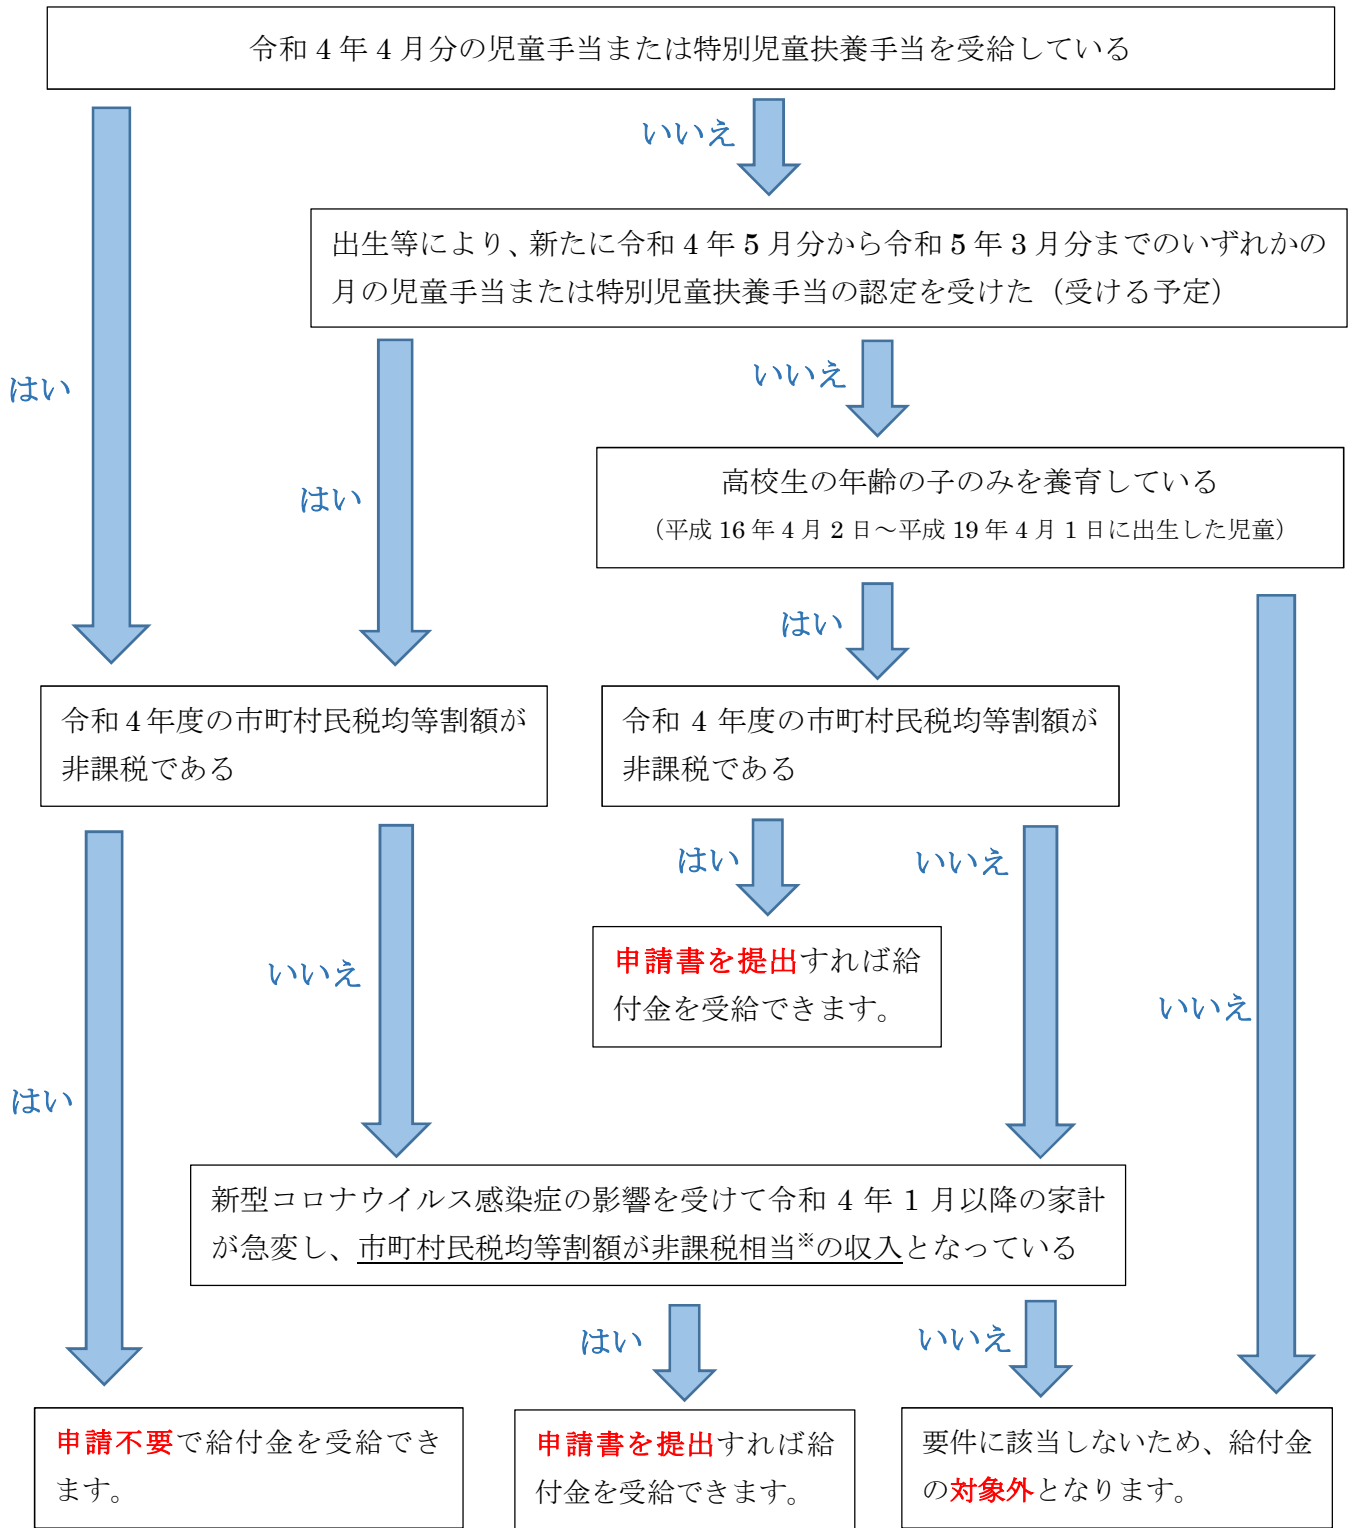 令和 4 年 4 月分の児童手当または特別児童扶養手当を受給している
いいえ
出生等により、新たに令和 4 年 5 月分から令和 5 年 3 月分までのいずれかの
月の児童手当または特別児童扶養手当の認定を受けた（受ける予定）
はい
いいえ
高校生の年齢の子のみを養育している
（平成 16 年 4 月 2 日～平成 19 年 4 月 1 日に出生した児童）
はい
はい
令和 4 年度の市町村民税均等割額が
非課税である
令和 4 年度の市町村民税均等割額が
非課税である
はい
いいえ
申請書を提出すれば給
付金を受給できます。
いいえ
いいえ
はい
新型コロナウイルス感染症の影響を受けて令和 4 年 1 月以降の家計
が急変し、市町村民税均等割額が非課税相当※の収入となっている
はい
いいえ
申請不要で給付金を受給でき
ます。
申請書を提出すれば給
付金を受給できます。
要件に該当しないため、給付金
の対象外となります。